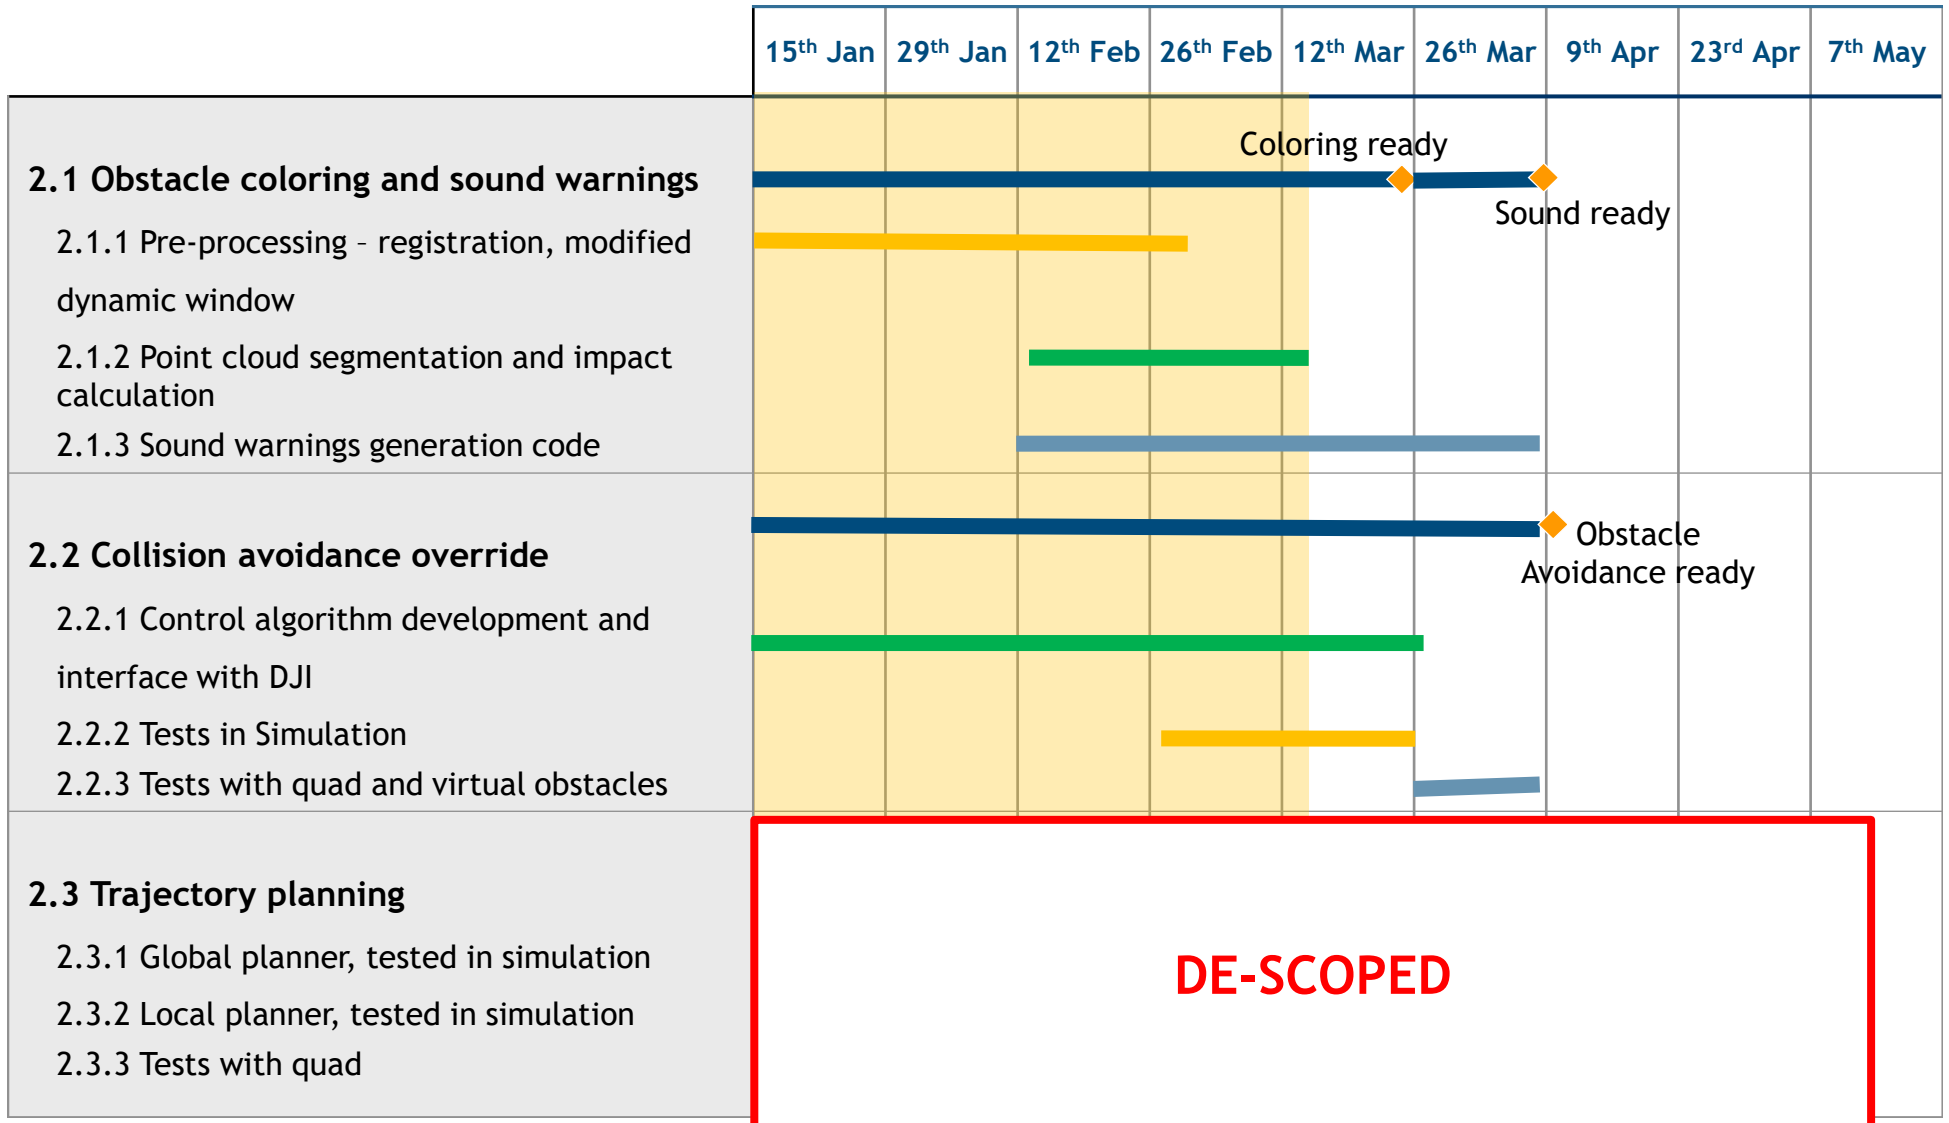 15th Jan 29th Jan 12th Feb 26th Feb 12th Mar 26th Mar 9th Apr 23rd Apr 7th May
Coloring ready
2.1 Obstacle coloring and sound warnings
Sound ready
2.1.1 Pre-processing – registration, modified
dynamic window
2.1.2 Point cloud segmentation and impact
calculation
2.1.3 Sound warnings generation code
2.2 Collision avoidance override
Obstacle
Avoidance ready
2.2.1 Control algorithm development and
interface with DJI
2.2.2 Tests in Simulation
2.2.3 Tests with quad and virtual obstacles
2.3 Trajectory planning
2.3.1 Global planner, tested in simulation
DE-SCOPED
2.3.2 Local planner, tested in simulation
2.3.3 Tests with quad